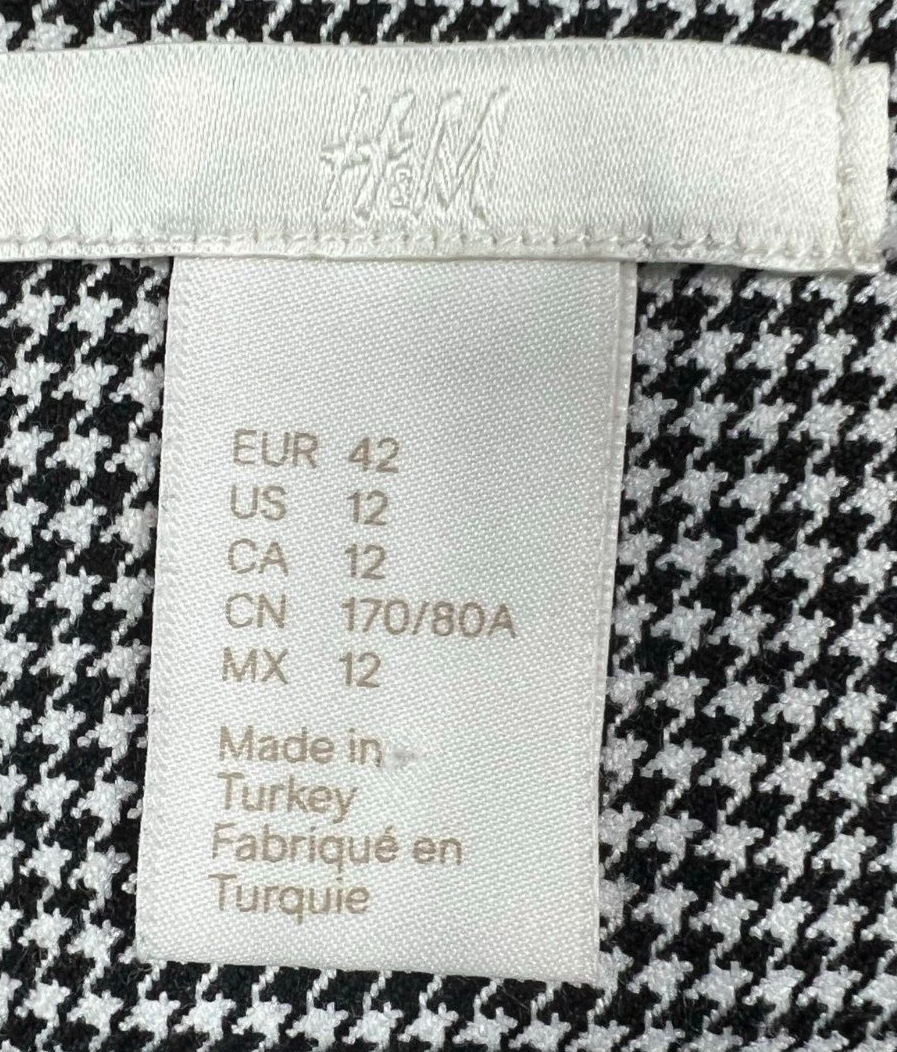 H&M
EUR 42
US 12
CA 12
CN 170/80A
MX 12
Made in
Turkey
Fabriqué en
Turquie